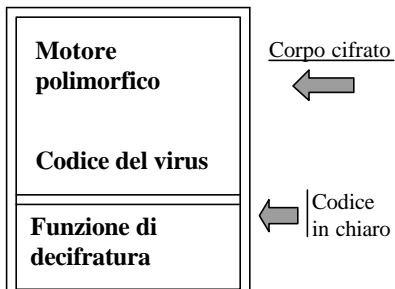 Motore
polimorfico
Corpo cifrato
Codice del virus
Codice
in chiaro
Funzione di
decifratura